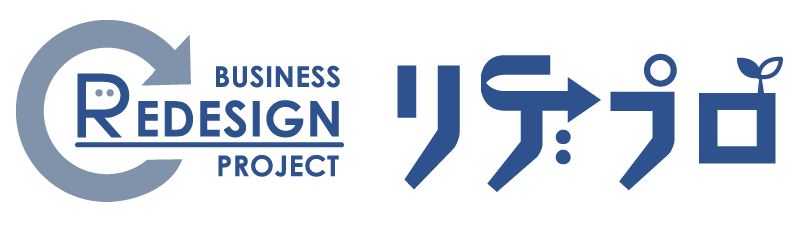 BUSINESS
REDESIGN
PROJECT
リデプロ